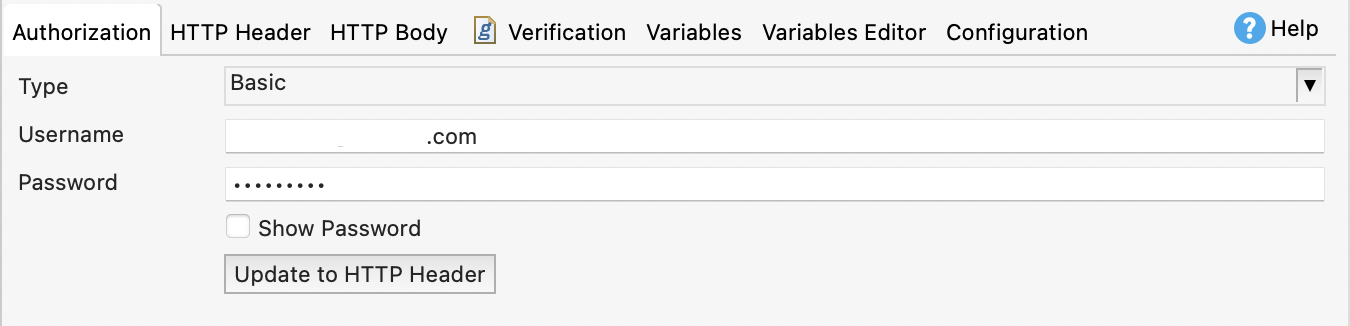 Authorization HTTP Header HTTP Body Verification Variables Variables Editor Configuration Help
Type Basic
Username .com
Password •••••••••
Show Password
Update to HTTP Header